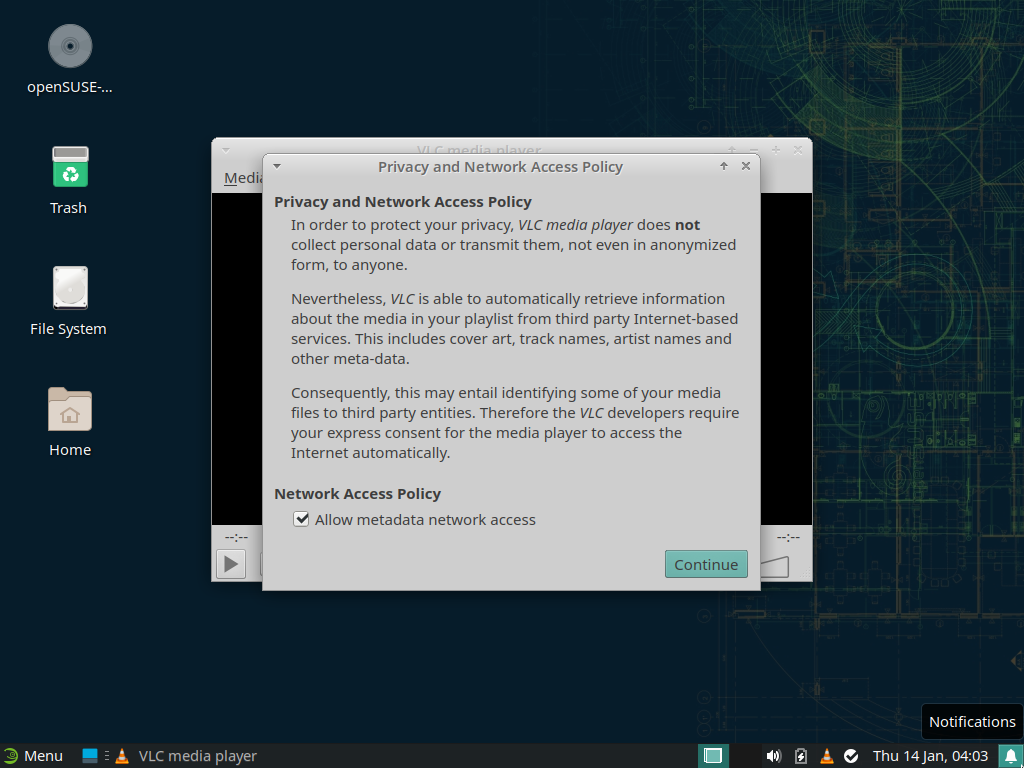 openSUSE-...
Trash
File System
Home
VLC media player
Media
Privacy and Network Access Policy
Privacy and Network Access Policy
In order to protect your privacy, VLC media player does not
collect personal data or transmit them, not even in anonymized
form, to anyone.
Nevertheless, VLC is able to automatically retrieve information
about the media in your playlist from third party Internet-based
services. This includes cover art, track names, artist names and
other meta-data.
Consequently, this may entail identifying some of your media
files to third party entities. Therefore the VLC developers require
your express consent for the media player to access the
Internet automatically.
Network Access Policy
Allow metadata network access
--:-- --:--
Continue
Notifications
Menu VLC media player Thu 14 Jan, 04:03